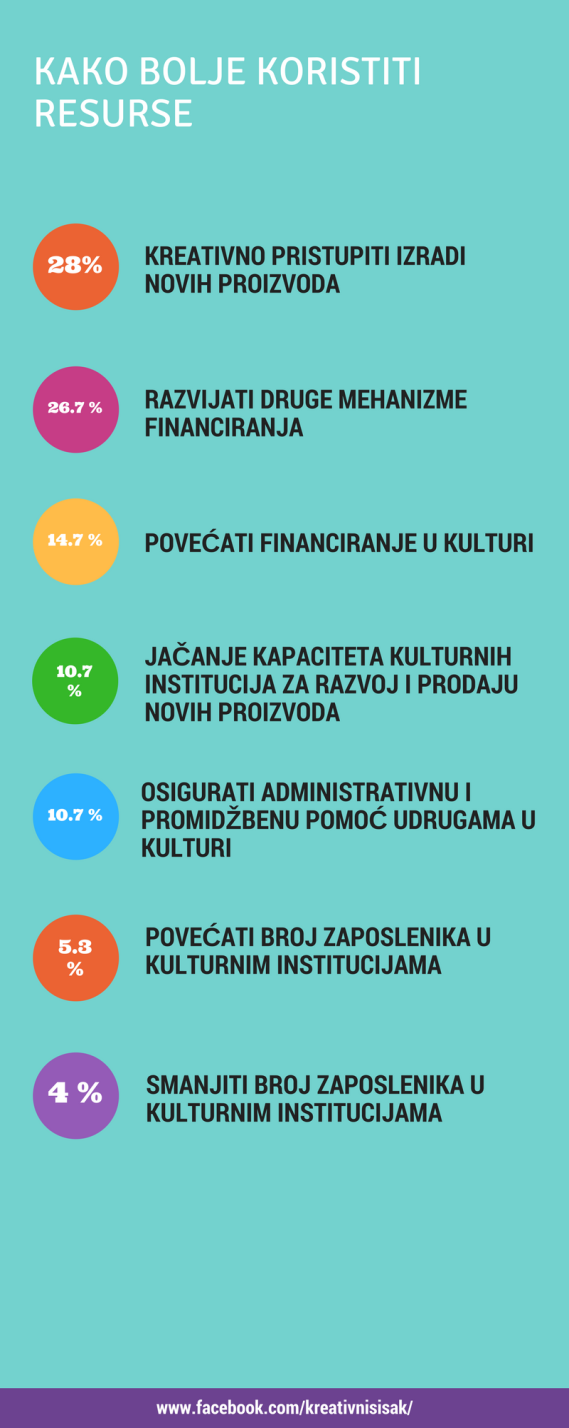 KAKO BOLJE KORISTITI
RESURSE
28%
KREATIVNO PRISTUPITI IZRADI
NOVIH PROIZVODA
26.7 %
RAZVIJATI DRUGE MEHANIZME
FINANCIRANJA
14.7 %
POVEĆATI FINANCIRANJE U KULTURI
10.7
%
JAČANJE KAPACITETA KULTURNIH
INSTITUCIJA ZA RAZVOJ I PRODAJU
NOVIH PROIZVODA
10.7 %
OSIGURATI ADMINISTRATIVNU I
PROMIDŽBENU POMOĆ UDRUGAMA U
KULTURI
5.3
%
POVEĆATI BROJ ZAPOSLENIKA U
KULTURNIM INSTITUCIJAMA
4 %
SMANJITI BROJ ZAPOSLENIKA U
KULTURNIM INSTITUCIJAMA
www.facebook.com/kreativnisisak/